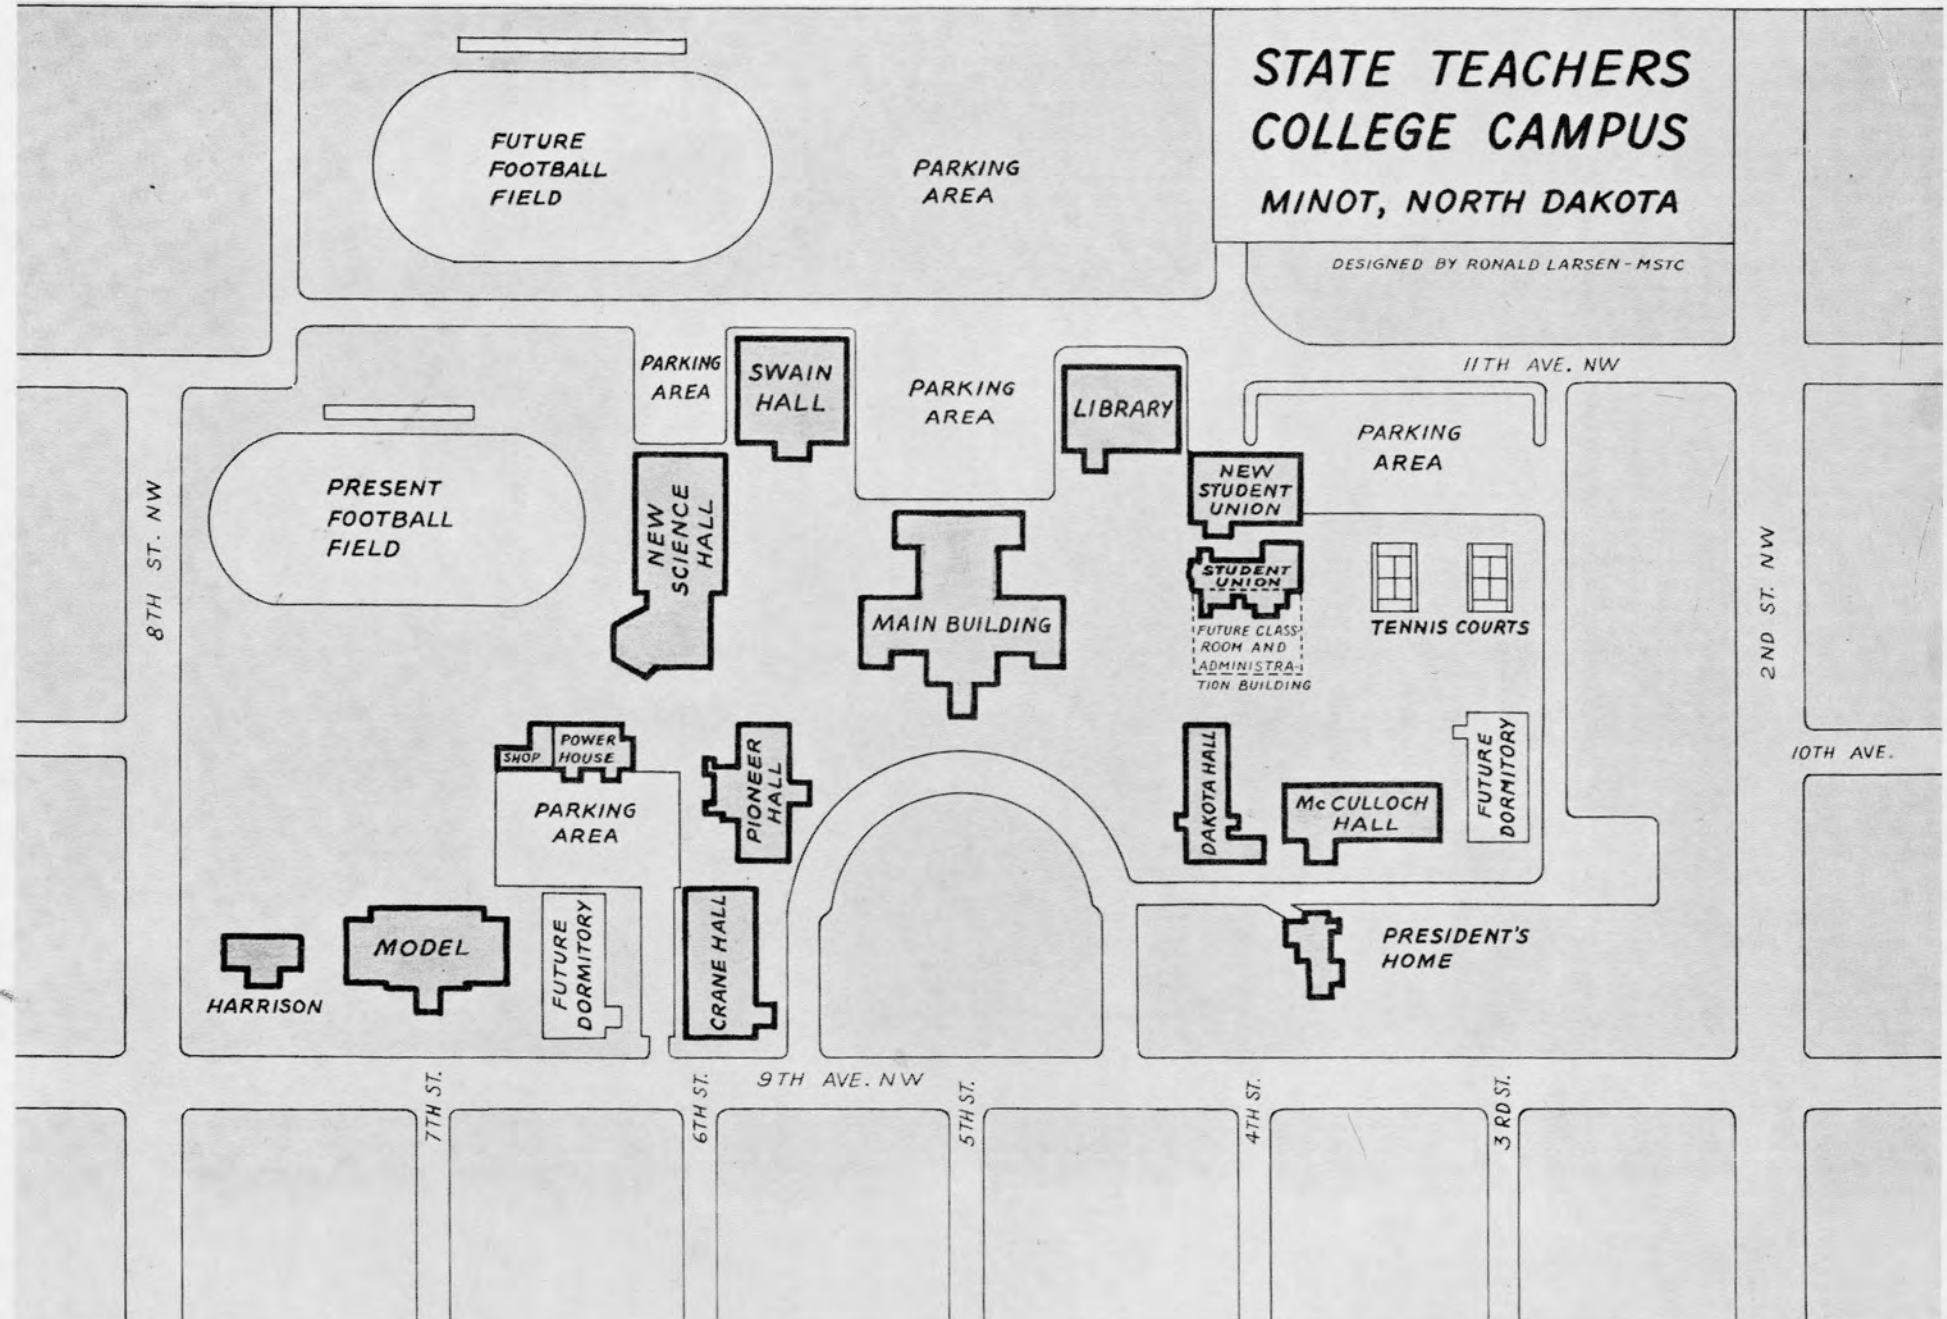 STATE TEACHERS
COLLEGE CAMPUS
MINOT, NORTH DAKOTA
DESIGNED BY RONALD LARSEN-MSTC
FUTURE
FOOTBALL
FIELD
PARKING
AREA
11TH AVE. NW
PARKING
AREA
SWAIN
HALL
PARKING
AREA
LIBRARY
PARKING
AREA
PRESENT
FOOTBALL
FIELD
8TH ST. NW
NEW
SCIENCE
HALL
NEW
STUDENT
UNION
STUDENT
UNION
FUTURE CLASS
ROOM AND
ADMINISTRA-
TION BUILDING
MAIN BUILDING
TENNIS COURTS
2ND ST. NW
10TH AVE.
SHOP
POWER
HOUSE
PARKING
AREA
PIONEER
HALL
DAKOTA HALL
McCULLOCH
HALL
FUTURE
DORMITORY
HARRISON
MODEL
FUTURE
DORMITORY
CRANE HALL
PRESIDENT'S
HOME
9TH AVE. NW
7TH ST.
6TH ST.
5TH ST.
4TH ST.
3RD ST.